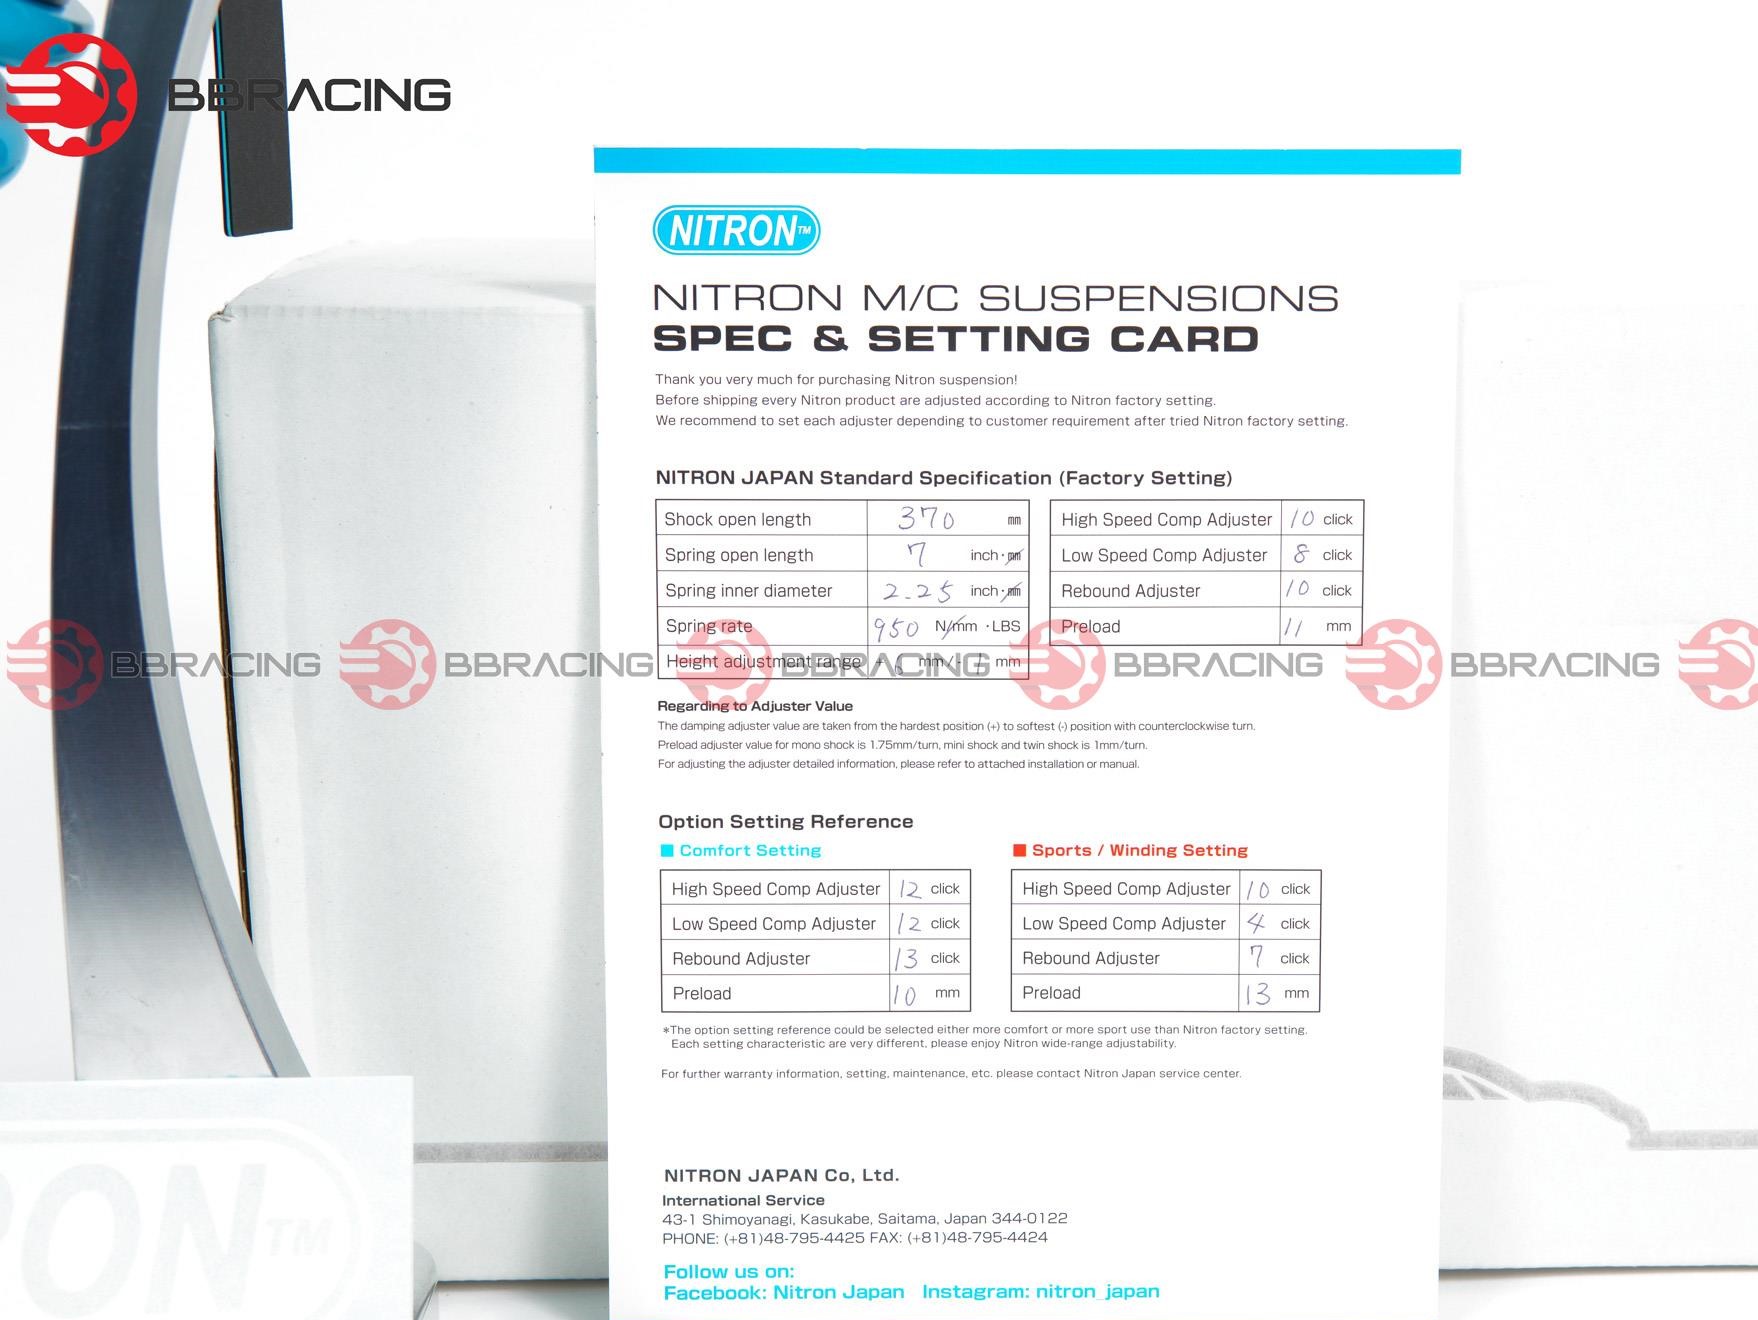 BBRACING
NITRON™
NITRON M/C SUSPENSIONS
SPEC & SETTING CARD
Thank you very much for purchasing Nitron suspension!
Before shipping every Nitron product are adjusted according to Nitron factory setting.
We recommend to set each adjuster depending to customer requirement after tried Nitron factory setting.
NITRON JAPAN Standard Specification (Factory Setting)
Shock open length 370 mm
Spring open length 7 inch・mm
Spring inner diameter 2.25 inch・mm
Spring rate 950 N/mm ・LBS
Height adjustment range + 6 mm / - 1 mm
High Speed Comp Adjuster 10 click
Low Speed Comp Adjuster 8 click
Rebound Adjuster 10 click
Preload 11 mm
BBRACING BBRACING BBRACING BBRACING BBRACING
Regarding to Adjuster Value
The damping adjuster value are taken from the hardest position (+) to softest (-) position with counterclockwise turn.
Preload adjuster value for mono shock is 1.75mm/turn, mini shock and twin shock is 1mm/turn.
For adjusting the adjuster detailed information, please refer to attached installation or manual.
Option Setting Reference
Comfort Setting
High Speed Comp Adjuster 12 click
Low Speed Comp Adjuster 12 click
Rebound Adjuster 13 click
Preload 10 mm
Sports / Winding Setting
High Speed Comp Adjuster 10 click
Low Speed Comp Adjuster 4 click
Rebound Adjuster 7 click
Preload 13 mm
*The option setting reference could be selected either more comfort or more sport use than Nitron factory setting.
Each setting characteristic are very different, please enjoy Nitron wide-range adjustability.
For further warranty information, setting, maintenance, etc. please contact Nitron Japan service center.
NITRON JAPAN Co, Ltd.
International Service
43-1 Shimoyanagi, Kasukabe, Saitama, Japan 344-0122
PHONE: (+81)48-795-4425 FAX: (+81)48-795-4424
Follow us on:
Facebook: Nitron Japan Instagram: nitron_japan
RON™